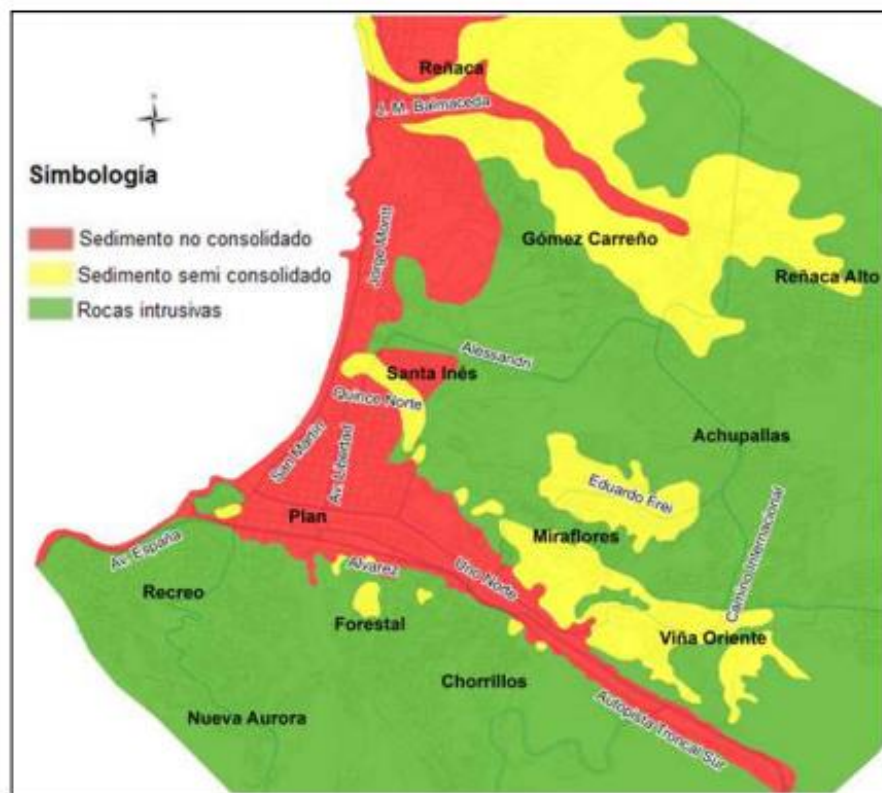 Reñaca
J. M. Balmaceda
Simbología
Sedimento no consolidado
Sedimento semi consolidado
Rocas intrusivas
Jorge Montt
Gómez Carreño
Reñaca Alto
Alessandri
Santa Inés
Quince Norte
San Martín
Av. Libertad
Achupallas
Eduardo Frei
Plan
Miraflores
Camino Internacional
Av. España
Alvarez
Uno Norte
Recreo
Forestal
Viña Oriente
Chorrillos
Nueva Aurora
Autopista Troncal Sur